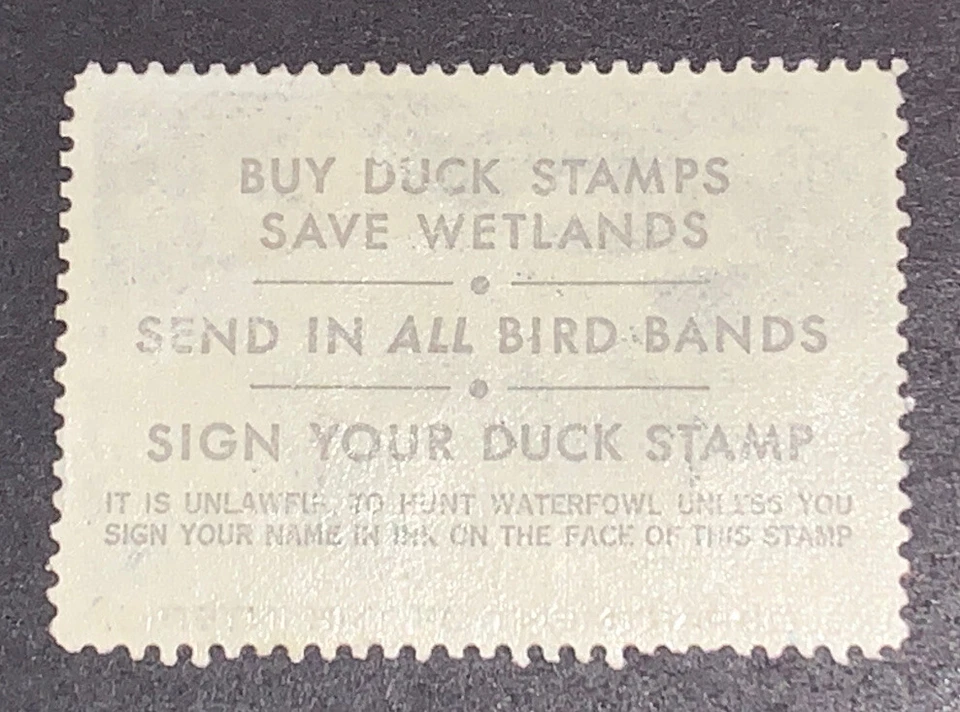 BUY DUCK STAMPS
SAVE WETLANDS
SEND IN ALL BIRD BANDS
SIGN YOUR DUCK STAMP
IT IS UNLAWFUL TO HUNT WATERFOWL UNLESS YOU
SIGN YOUR NAME IN INK ON THE FACE OF THIS STAMP